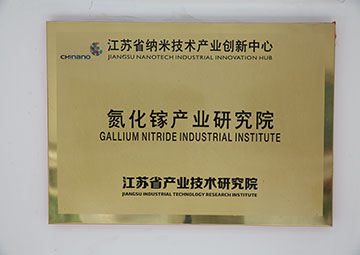 CHInano 江苏省纳米技术产业创新中心
JIANGSU NANOTECH INDUSTRIAL INNOVATION HUB
氮化镓产业研究院
GALLIUM NITRIDE INDUSTRIAL INSTITUTE
江苏省产业技术研究院
JIANGSU INDUSTRIAL TECHNOLOGY RESEARCH INSTITUTE